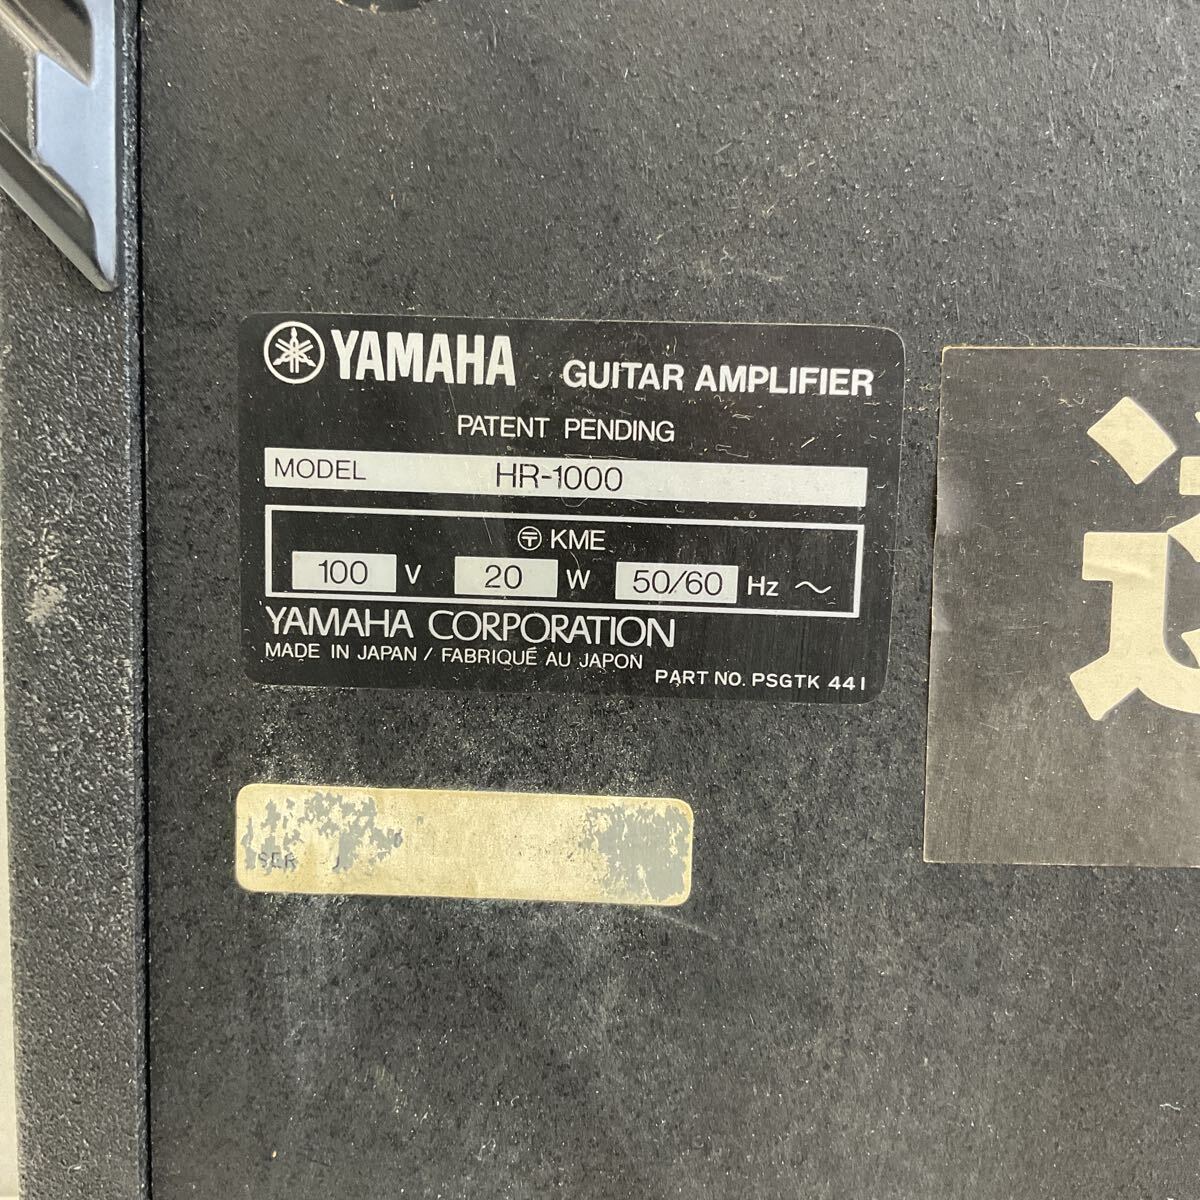 YAMAHA GUITAR AMPLIFIER
PATENT PENDING
MODEL HR-1000
〶 KME
100 V 20 W 50/60 Hz ～
YAMAHA CORPORATION
MADE IN JAPAN / FABRIQUÉ AU JAPON
PART NO. PSGTK 441
SER